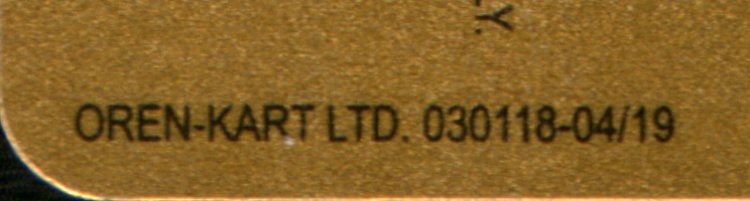 Y.
OREN-KART LTD. 030118-04/19